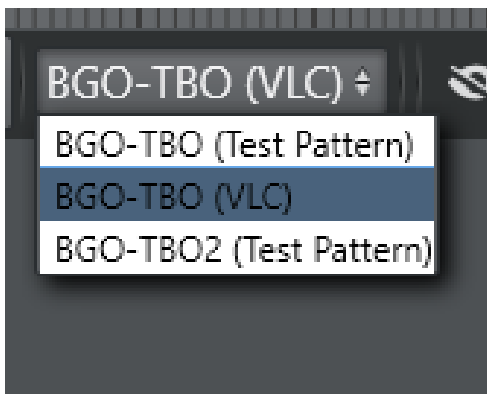 BGO-TBO (VLC)
BGO-TBO (Test Pattern)
BGO-TBO (VLC)
BGO-TBO2 (Test Pattern)